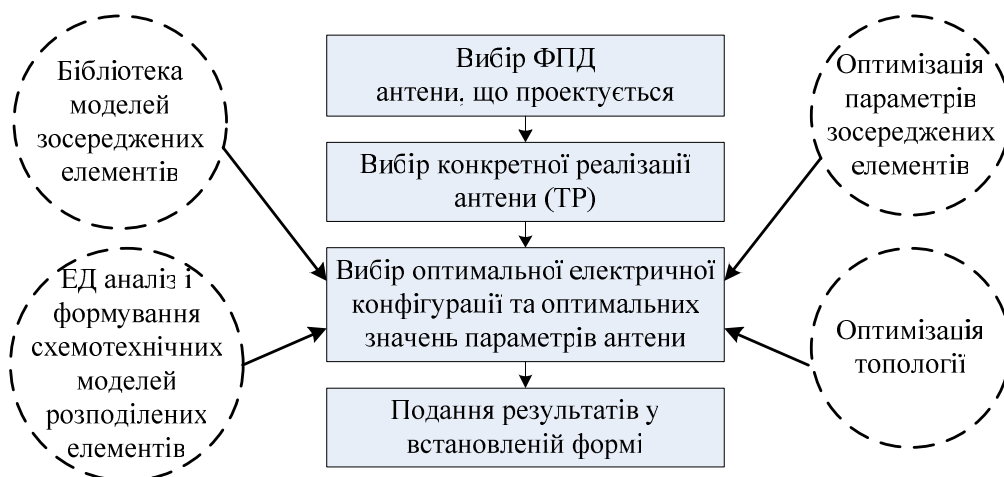 Бібліотека
моделей
зосереджених
елементів
ЕД аналіз і
формування
схемотехнічних
моделей
розподілених
елементів
Вибір ФПД
антени, що проектується
Вибір конкретної реалізації
антени (ТР)
Вибір оптимальної електричної
конфігурації та оптимальних
значень параметрів антени
Подання результатів у
встановленій формі
Оптимізація
параметрів
зосереджених
елементів
Оптимізація
топології